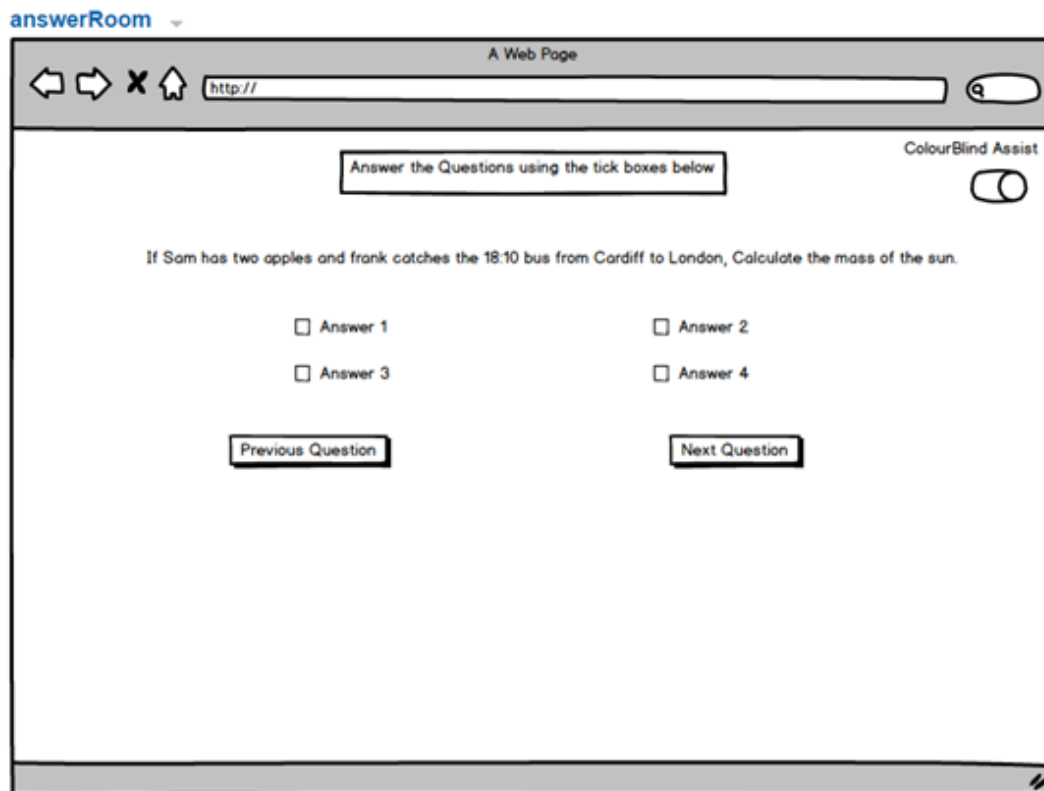 answerRoom
A Web Page
http://
ColourBlind Assist
Answer the Questions using the tick boxes below
If Sam has two apples and frank catches the 18:10 bus from Cardiff to London, Calculate the mass of the sun.
Answer 1
Answer 2
Answer 3
Answer 4
Previous Question
Next Question